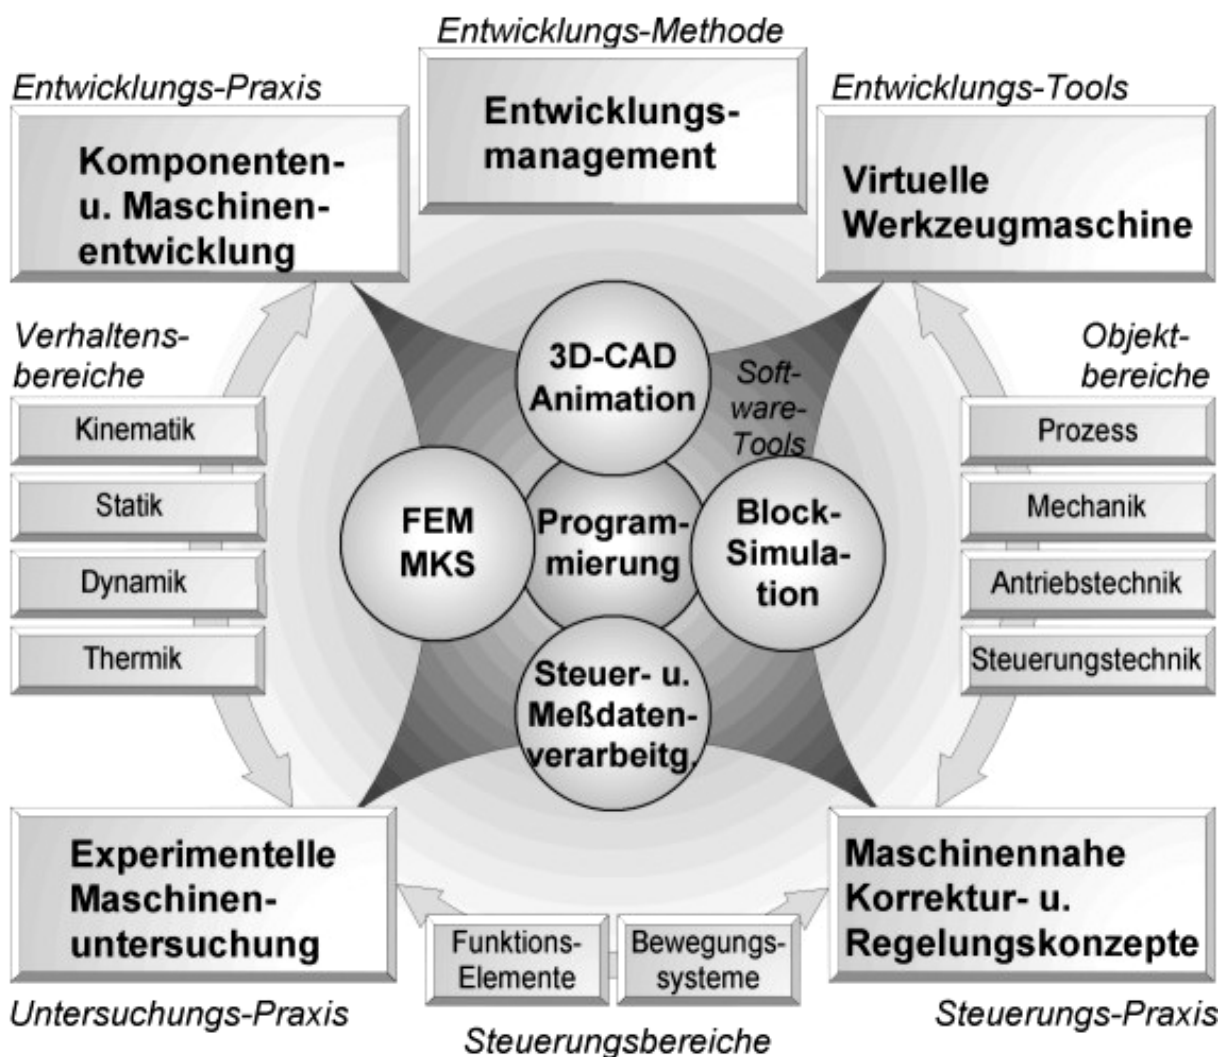 Entwicklungs-Methode
Entwicklungs-Praxis
Entwicklungs-Tools
Entwicklungs-
management
Komponenten-
u. Maschinen-
entwicklung
Virtuelle
Werkzeugmaschine
Verhaltens-
bereiche
Kinematik
Statik
Dynamik
Thermik
3D-CAD
Animation
Soft-
ware-
Tools
FEM
MKS
Program-
mierung
Block-
Simula-
tion
Steuer- u.
Meßdaten-
verarbeitg.
Objekt-
bereiche
Prozess
Mechanik
Antriebstechnik
Steuerungstechnik
Experimentelle
Maschinen-
untersuchung
Untersuchungs-Praxis
Funktions-
Elemente
Bewegungs-
systeme
Steuerungsbereiche
Maschinennahe
Korrektur- u.
Regelungskonzepte
Steuerungs-Praxis